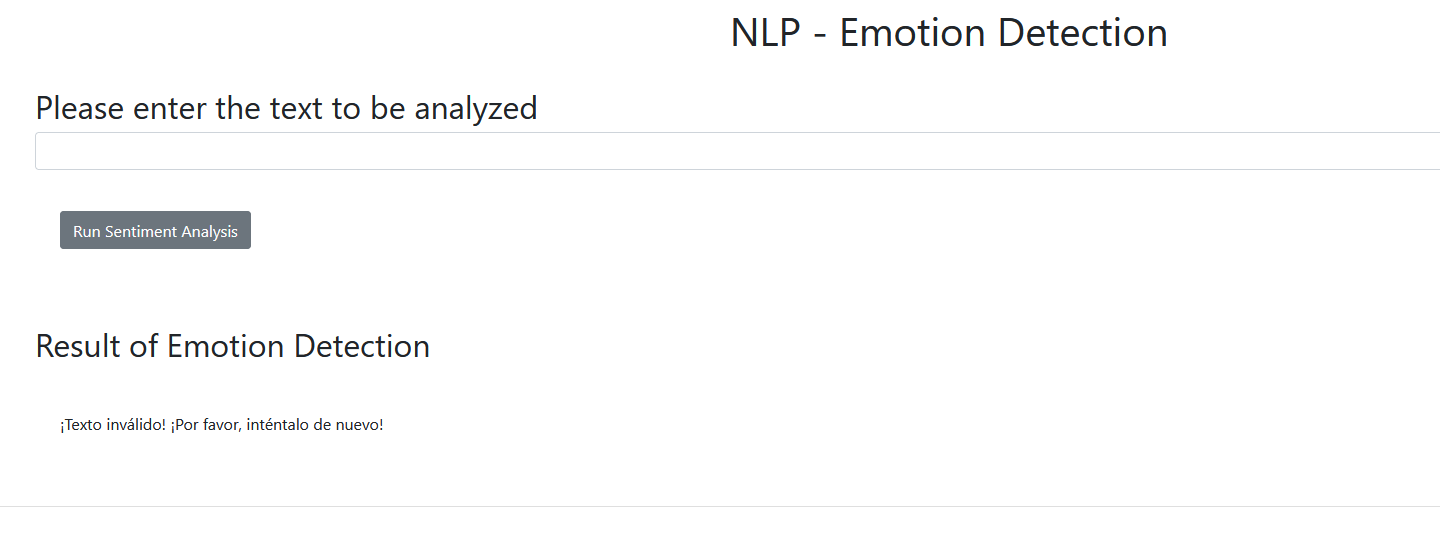 NLP - Emotion Detection
Please enter the text to be analyzed
Run Sentiment Analysis
Result of Emotion Detection
¡Texto inválido! ¡Por favor, inténtalo de nuevo!